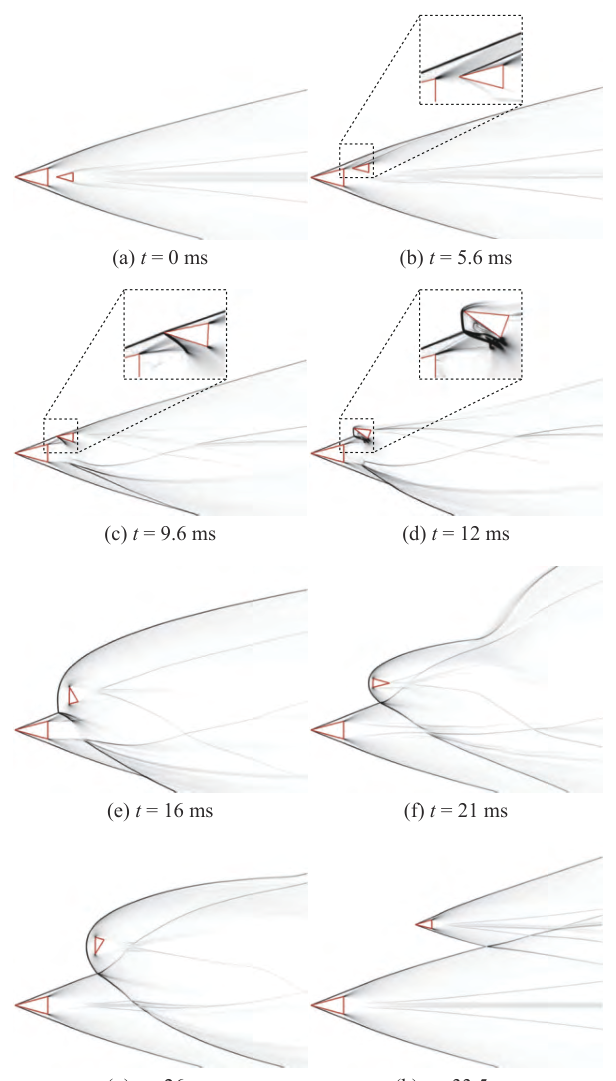 (a) t = 0 ms
(b) t = 5.6 ms
(c) t = 9.6 ms
(d) t = 12 ms
(e) t = 16 ms
(f) t = 21 ms